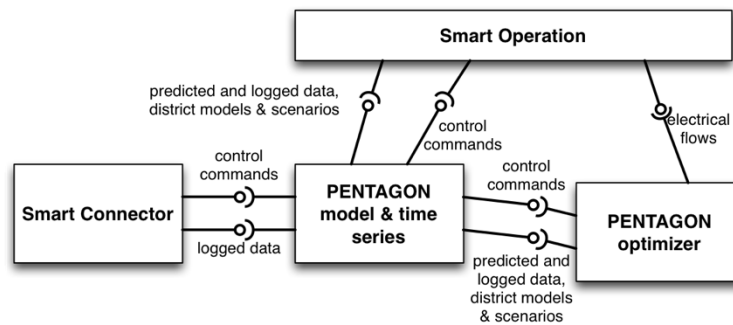 Smart Operation
predicted and logged data,
district models & scenarios
control
commands
electrical
flows
control
commands
Smart Connector
logged data
PENTAGON
model & time
series
control
commands
predicted and
logged data,
district models
& scenarios
PENTAGON
optimizer